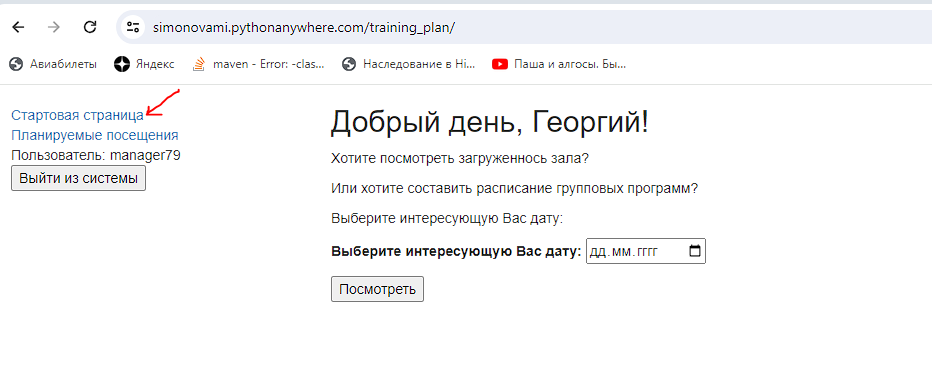 simonovami.pythonanywhere.com/training_plan/
Авиабилеты
Яндекс
maven - Error: -clas...
Наследование в Hi...
Паша и алгосы. Бы...
Стартовая страница
Планируемые посещения
Пользователь: manager79
Выйти из системы
Добрый день, Георгий!
Хотите посмотреть загруженнось зала?
Или хотите составить расписание групповых программ?
Выберите интересующую Вас дату:
Выберите интересующую Вас дату: дд.мм.гггг
Посмотреть